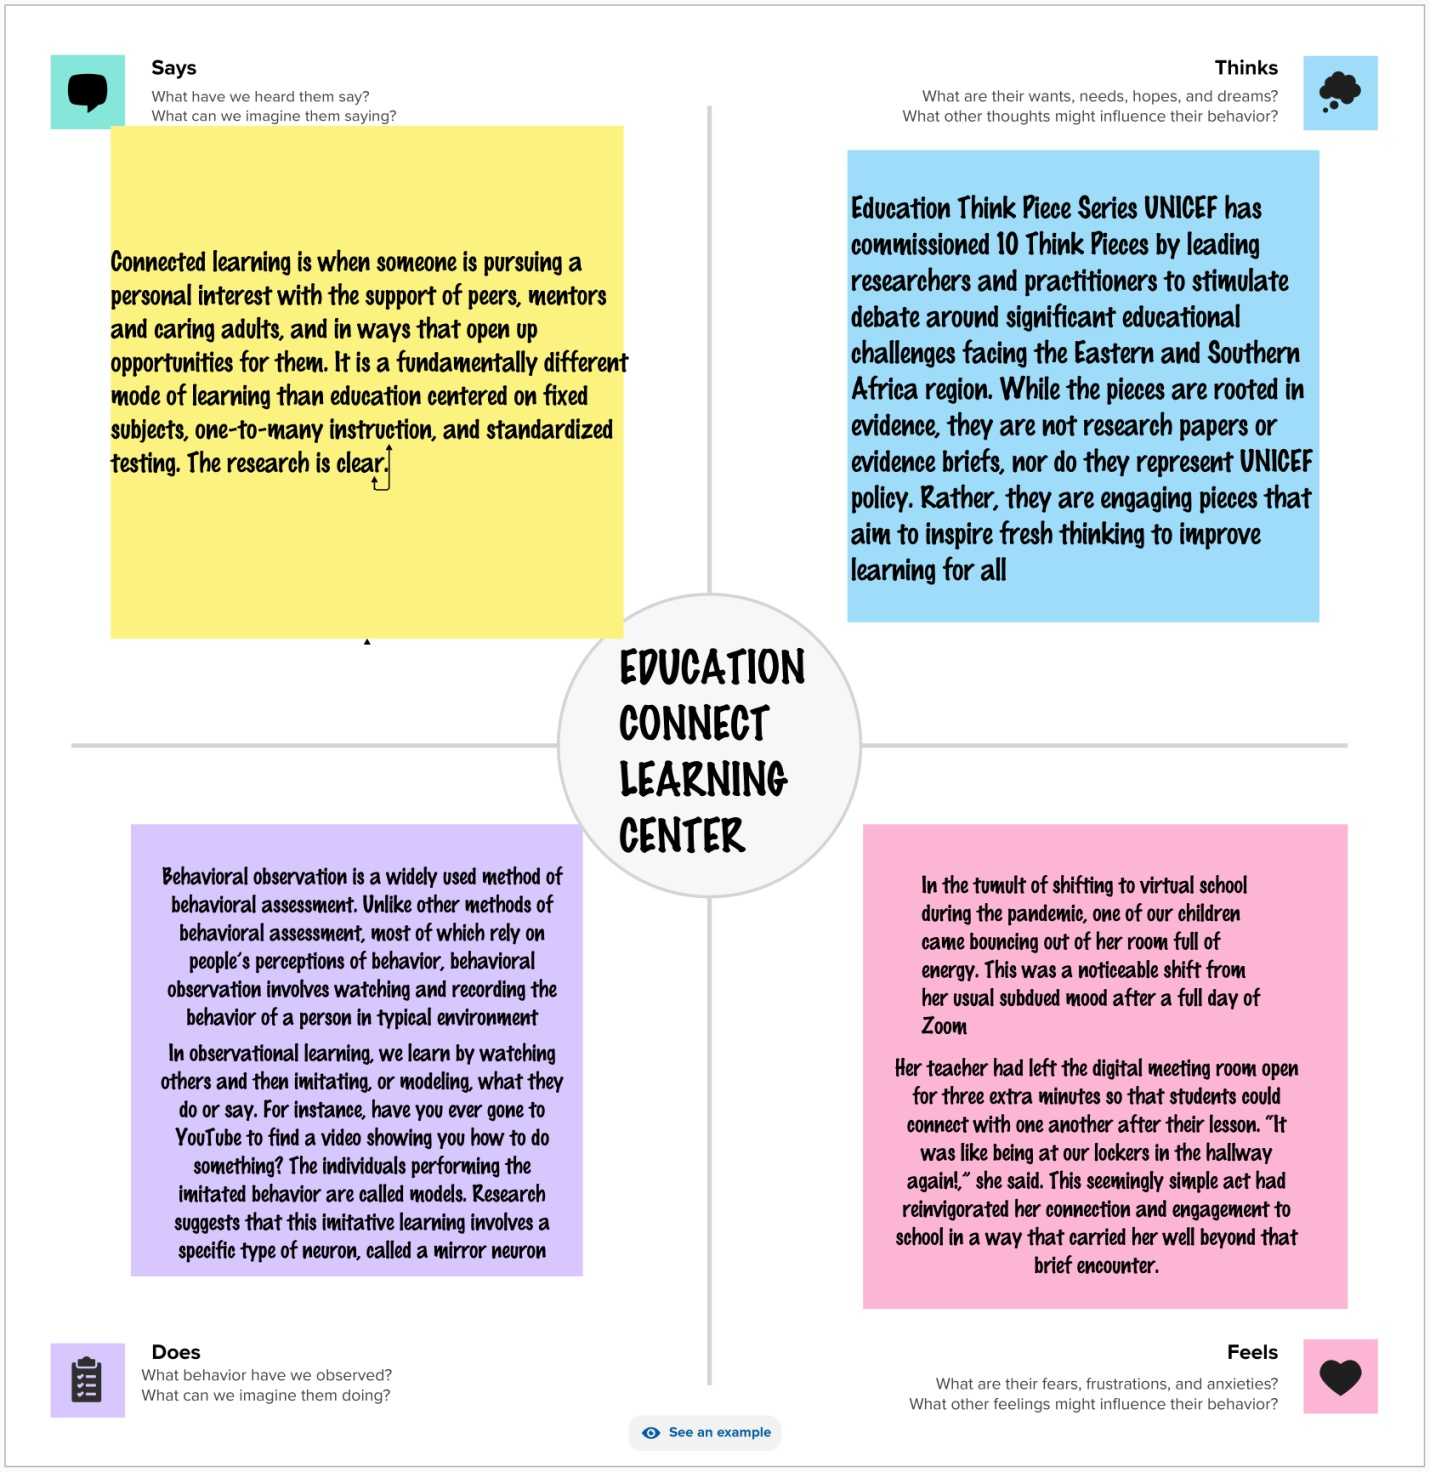 Says
What have we heard them say?
What can we imagine them saying?
Connected learning is when someone is pursuing a
personal interest with the support of peers, mentors
and caring adults, and in ways that open up
opportunities for them. It is a fundamentally different
mode of learning than education centered on fixed
subjects, one-to-many instruction, and standardized
testing. The research is clear.
Thinks
What are their wants, needs, hopes, and dreams?
What other thoughts might influence their behavior?
Education Think Piece Series UNICEF has
commissioned 10 Think Pieces by leading
researchers and practitioners to stimulate
debate around significant educational
challenges facing the Eastern and Southern
Africa region. While the pieces are rooted in
evidence, they are not research papers or
evidence briefs, nor do they represent UNICEF
policy. Rather, they are engaging pieces that
aim to inspire fresh thinking to improve
learning for all
EDUCATION
CONNECT
LEARNING
CENTER
Behavioral observation is a widely used method of
behavioral assessment. Unlike other methods of
behavioral assessment, most of which rely on
people's perceptions of behavior, behavioral
observation involves watching and recording the
behavior of a person in typical environment
In observational learning, we learn by watching
others and then imitating, or modeling, what they
do or say. For instance, have you ever gone to
YouTube to find a video showing you how to do
something? The individuals performing the
imitated behavior are called models. Research
suggests that this imitative learning involves a
specific type of neuron, called a mirror neuron
Does
What behavior have we observed?
What can we imagine them doing?
In the tumult of shifting to virtual school
during the pandemic, one of our children
came bouncing out of her room full of
energy. This was a noticeable shift from
her usual subdued mood after a full day of
Zoom
Her teacher had left the digital meeting room open
for three extra minutes so that students could
connect with one another after their lesson. "It
was like being at our lockers in the hallway
again!," she said. This seemingly simple act had
reinvigorated her connection and engagement to
school in a way that carried her well beyond that
brief encounter.
Feels
What are their fears, frustrations, and anxieties?
What other feelings might influence their behavior?
See an example